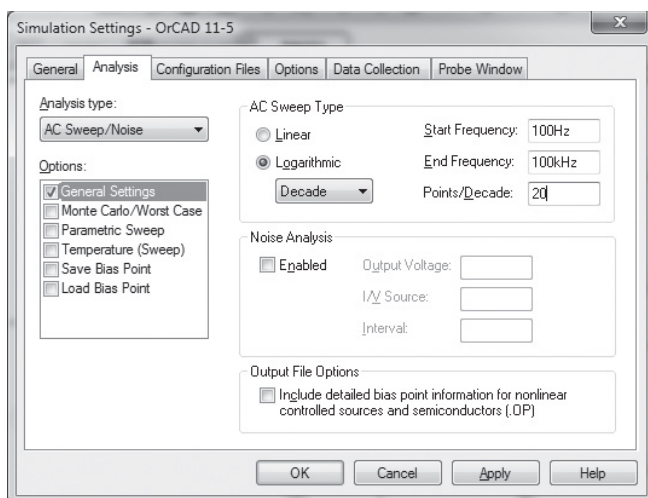 Simulation Settings - OrCAD 11-5
X
General Analysis Configuration Files Options Data Collection Probe Window
Analysis type:
AC Sweep/Noise
Options:
General Settings
Monte Carlo/Worst Case
Parametric Sweep
Temperature (Sweep)
Save Bias Point
Load Bias Point
AC Sweep Type
Linear
Logarithmic
Decade
Start Frequency: 100Hz
End Frequency: 100kHz
Points/Decade: 20
Noise Analysis
Enabled
Output Voltage:
I/V Source:
Interval:
Output File Options
Include detailed bias point information for nonlinear
controlled sources and semiconductors (.OP)
OK Cancel Apply Help